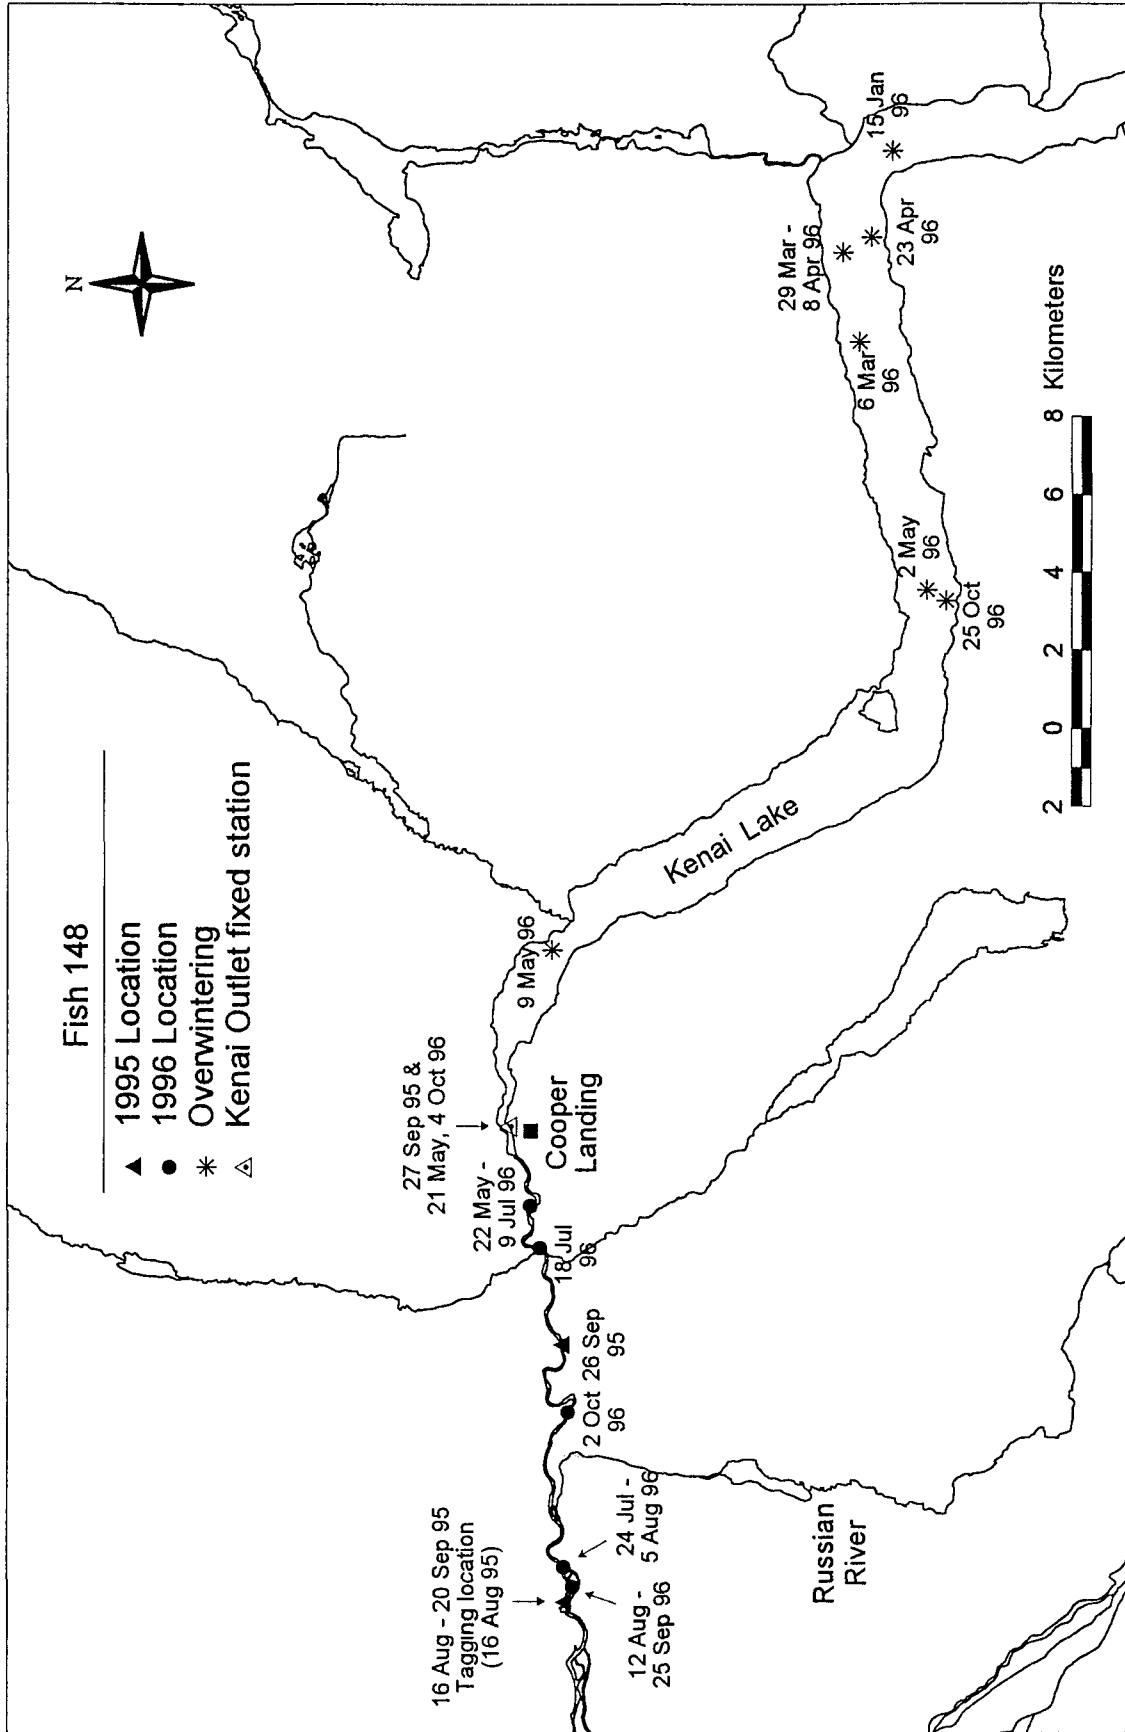 Fish 148
1995 Location
1996 Location
Overwintering
Kenai Outlet fixed station
N
16 Aug - 20 Sep 95
Tagging location
(16 Aug 95)
12 Aug -
25 Sep 96
24 Jul -
5 Aug 96
2 Oct
96
26 Sep
95
18 Jul
96
22 May -
9 Jul 96
27 Sep 95 &
21 May, 4 Oct 96
Cooper
Landing
9 May 96
Kenai Lake
Russian
River
25 Oct
96
2 May
96
6 Mar
96
29 Mar -
8 Apr 96
23 Apr
96
15 Jan
96
2 0 2 4 6 8 Kilometers